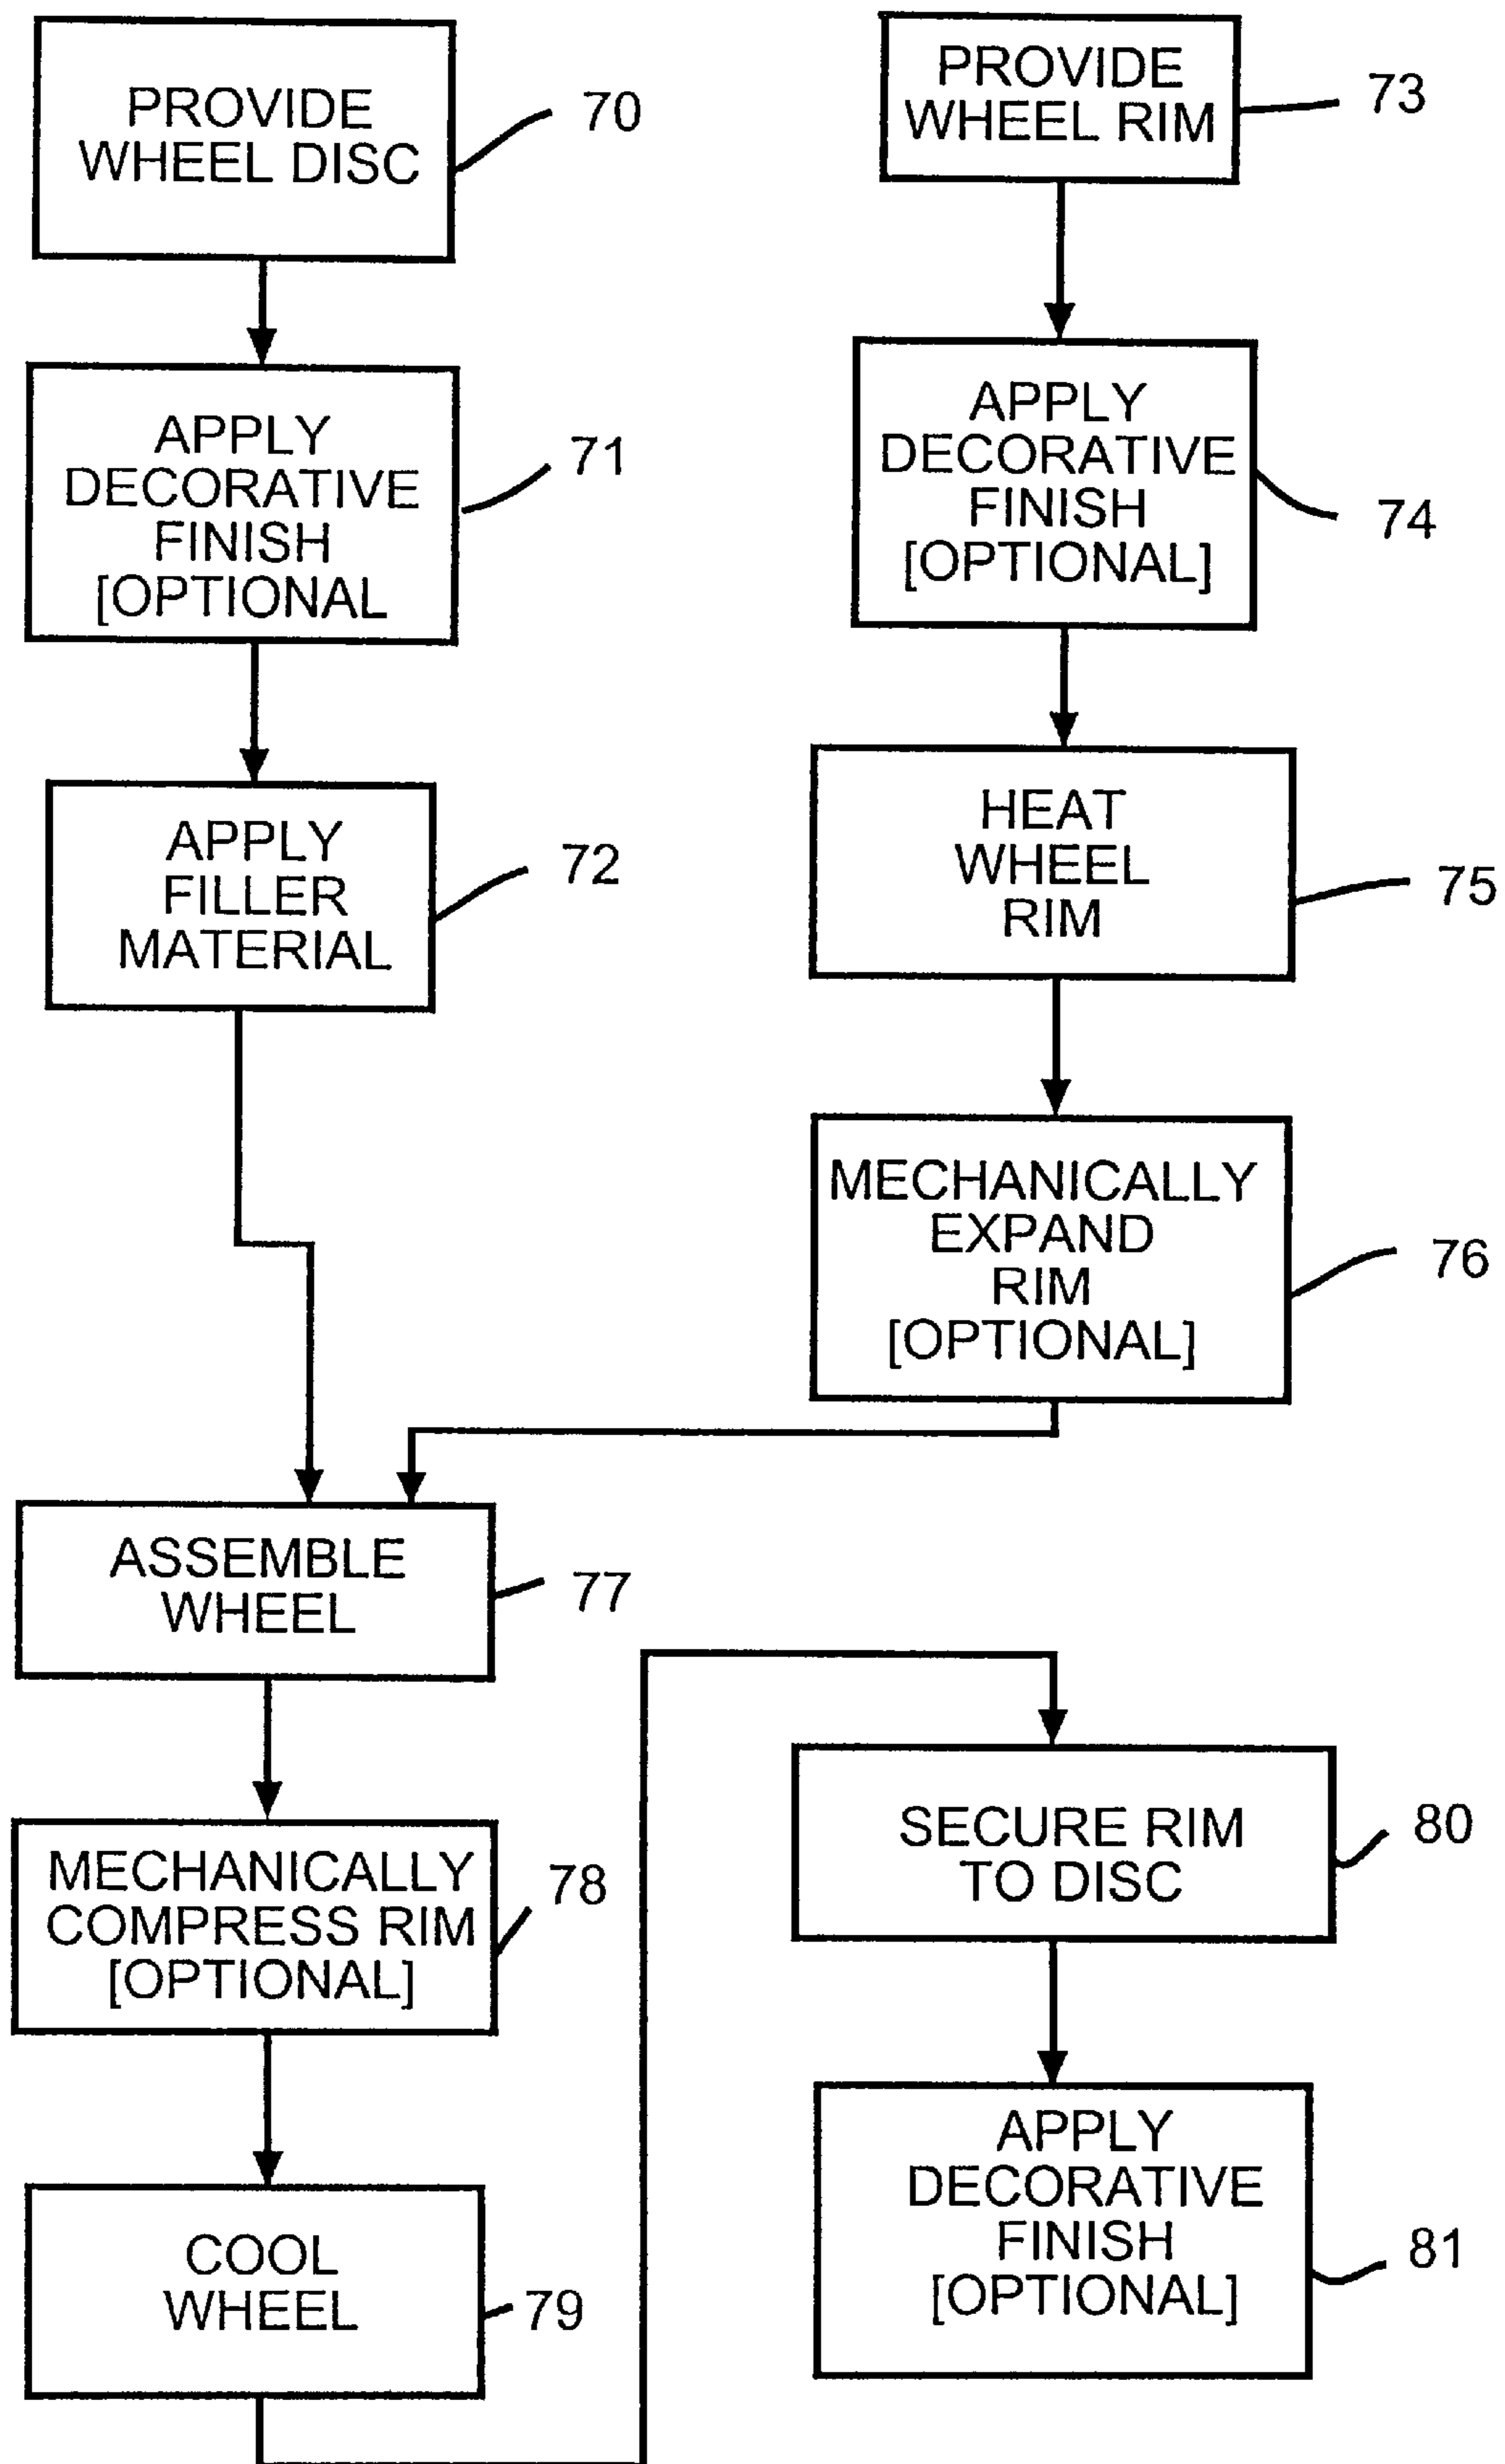 PROVIDE
WHEEL DISC
70
APPLY
DECORATIVE
FINISH
[OPTIONAL
71
APPLY
FILLER
MATERIAL
72
PROVIDE
WHEEL RIM
73
APPLY
DECORATIVE
FINISH
[OPTIONAL]
74
HEAT
WHEEL
RIM
75
MECHANICALLY
EXPAND
RIM
[OPTIONAL]
76
ASSEMBLE
WHEEL
77
MECHANICALLY
COMPRESS RIM
[OPTIONAL]
78
COOL
WHEEL
79
SECURE RIM
TO DISC
80
APPLY
DECORATIVE
FINISH
[OPTIONAL]
81